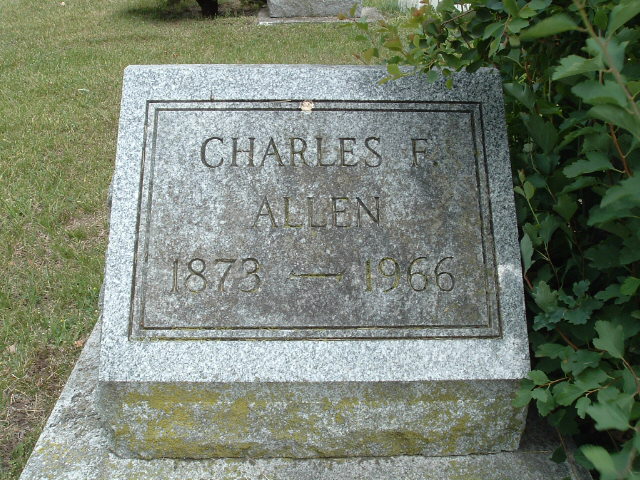 CHARLES F.
ALLEN
1873 — 1966